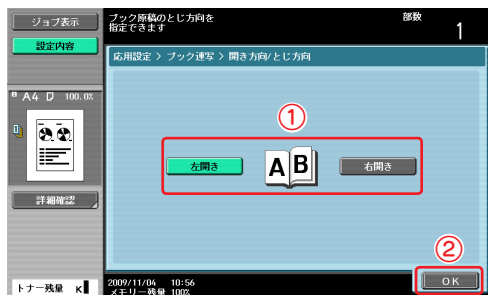 ジョブ表示
設定内容
ブック原稿のとじ方向を
指定できます
部数
1
応用設定 > ブック連写 > 開き方向/とじ方向
A4 100.0%
①
左開き
A B
右開き
詳細確認
②
OK
トナー残量 K
2009/11/04 10:56
メモリー残量 100%